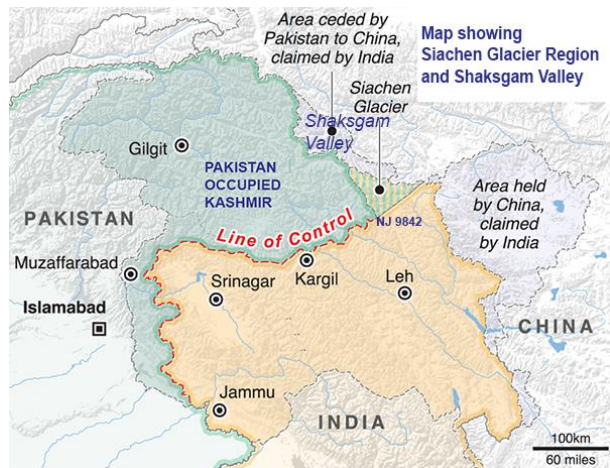 Area ceded by
Pakistan to China,
claimed by India
Map showing
Siachen Glacier Region
and Shaksgam Valley
Siachen
Glacier
Shaksgam
Valley
Gilgit
PAKISTAN
OCCUPIED
KASHMIR
Area held
by China,
claimed
by India
NJ 9842
PAKISTAN
Line of Control
Muzaffarabad
Kargil
Srinagar
Leh
Islamabad
CHINA
Jammu
INDIA
100km
60 miles